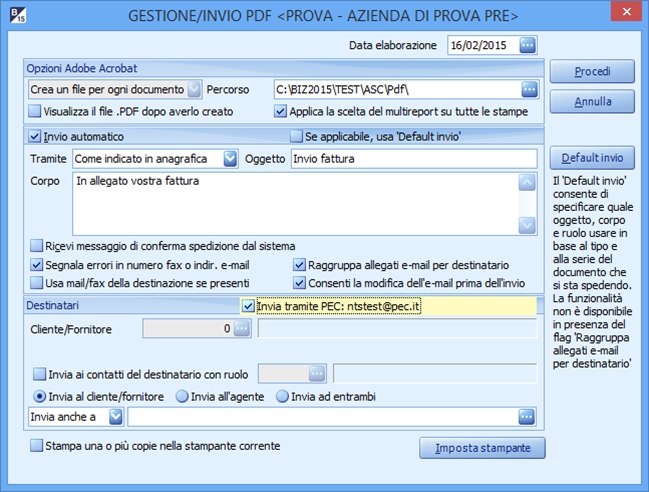 B
15
GESTIONE/INVIO PDF <PROVA - AZIENDA DI PROVA PRE>
Data elaborazione 16/02/2015
Opzioni Adobe Acrobat
Crea un file per ogni documento Percorso C:\BIZ2015\TEST\ASC\Pdf\
Visualizza il file .PDF dopo averlo creato Applica la scelta del multireport su tutte le stampe
Invio automatico Se applicabile, usa 'Default invio'
Tramite Come indicato in anagrafica Oggetto Invio fattura
Corpo In allegato vostra fattura
Ricevi messaggio di conferma spedizione dal sistema
Segnala errori in numero fax o indir. e-mail Raggruppa allegati e-mail per destinatario
Usa mail/fax della destinazione se presenti Consenti la modifica dell'e-mail prima dell'invio
Destinatari Invia tramite PEC: ntstest@pec.it
Cliente/Fornitore 0
Invia ai contatti del destinatario con ruolo
Invia al cliente/fornitore Invia all'agente Invia ad entrambi
Invia anche a
Stampa una o più copie nella stampante corrente Imposta stampante
Procedi
Annulla
Default invio
Il 'Default invio'
consente di
specificare quale
oggetto, corpo
e ruolo usare in
base al tipo e
alla serie del
documento che
si sta spedendo.
La funzionalità
non è disponibile
in presenza del
flag 'Raggruppa
allegati e-mail
per destinatario'